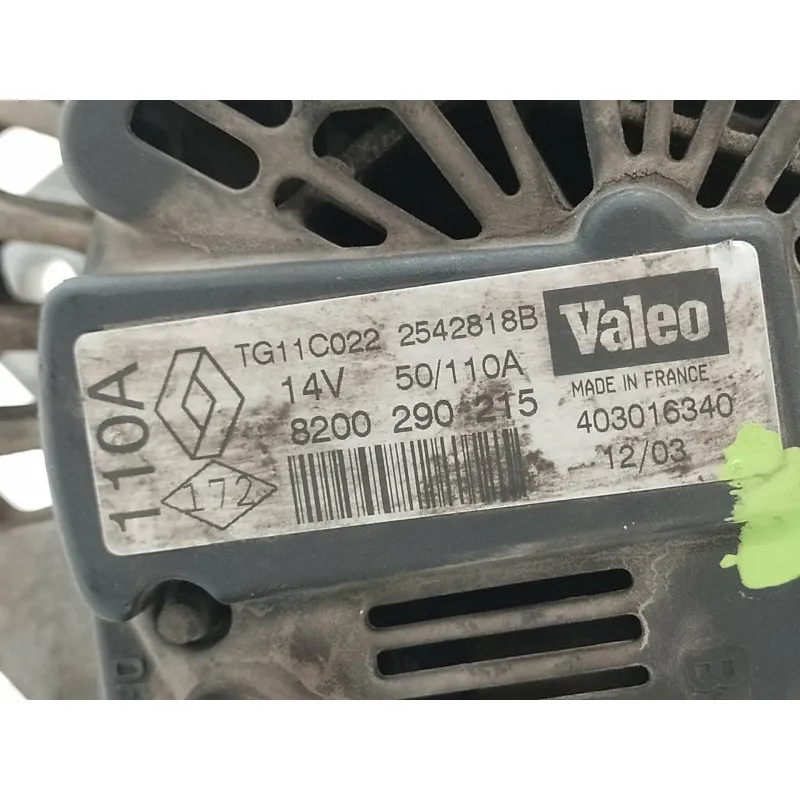 110A
TG11C022 2542818B
14V 50/110A
8200 290 215
172
Valeo
MADE IN FRANCE
403016340
12/03